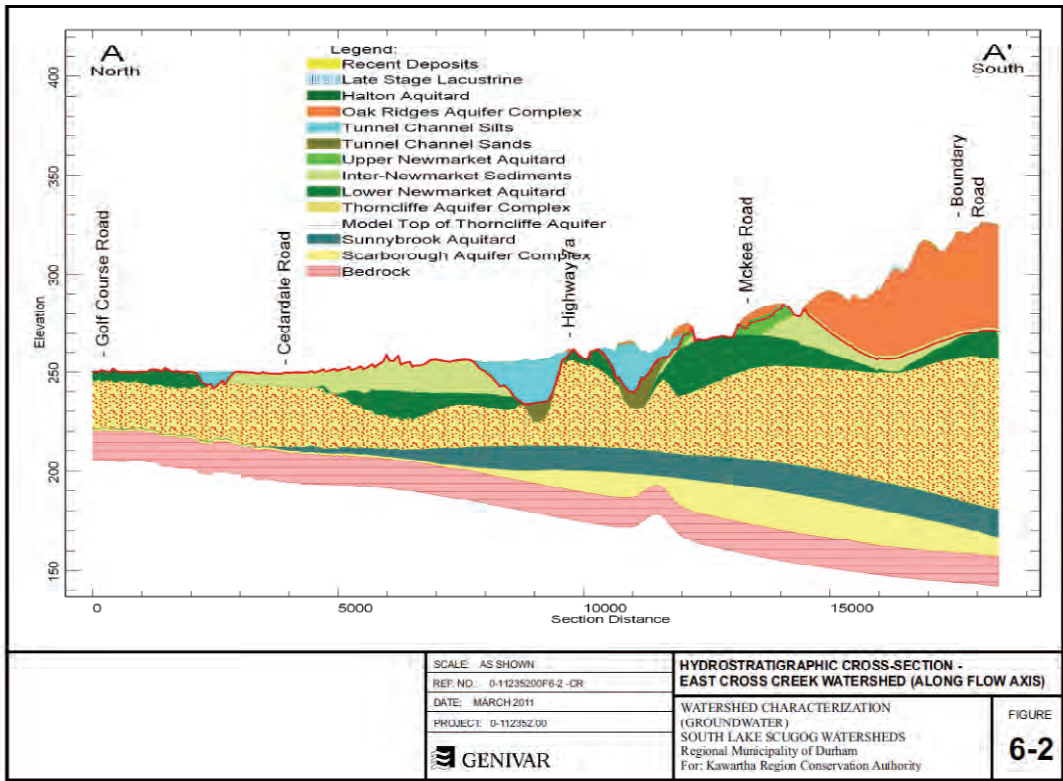 A
North
A'
South
Legend:
Recent Deposits
Late Stage Lacustrine
Halton Aquitard
Oak Ridges Aquifer Complex
Tunnel Channel Silts
Tunnel Channel Sands
Upper Newmarket Aquitard
Inter-Newmarket Sediments
Lower Newmarket Aquitard
Thorncliffe Aquifer Complex
Model Top of Thorncliffe Aquifer
Sunnybrook Aquitard
Scarborough Aquifer Complex
Bedrock
- Golf Course Road
- Cedardale Road
- Highway 7a
- Mckee Road
- Boundary
Road
Elevation
400
350
300
250
200
150
0
5000
10000
15000
Section Distance
SCALE: AS SHOWN
REF. NO.: 0-11235200F6-2 -CR
DATE: MARCH 2011
PROJECT: 0-112352.00
GENIVAR
HYDROSTRATIGRAPHIC CROSS-SECTION -
EAST CROSS CREEK WATERSHED (ALONG FLOW AXIS)
WATERSHED CHARACTERIZATION
(GROUNDWATER)
SOUTH LAKE SCUGOG WATERSHEDS
Regional Municipality of Durham
For: Kawartha Region Conservation Authority
FIGURE
6-2